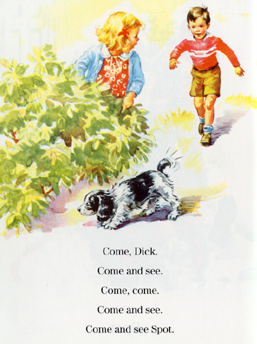 Come, Dick.
Come and see.
Come, come.
Come and see.
Come and see Spot.